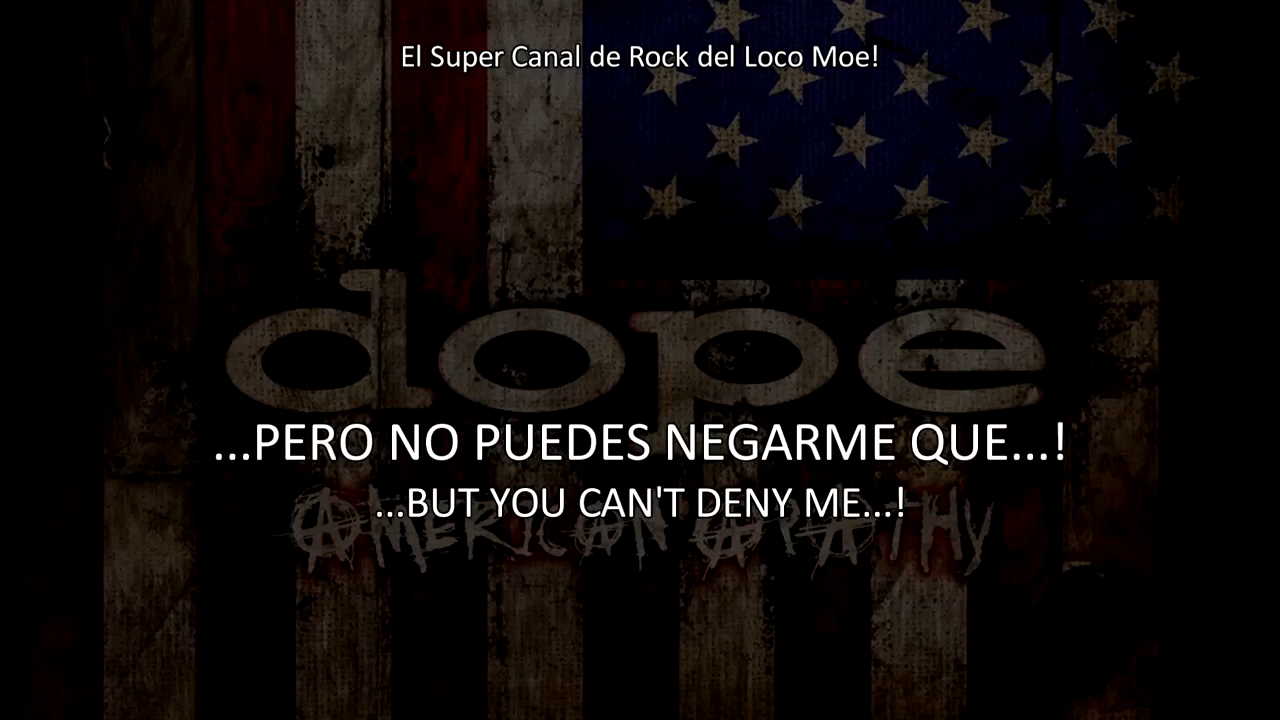 El Super Canal de Rock del Loco Moe!
dope
...PERO NO PUEDES NEGARME QUE...!
...BUT YOU CAN'T DENY ME...!
AMERICAN APATHY